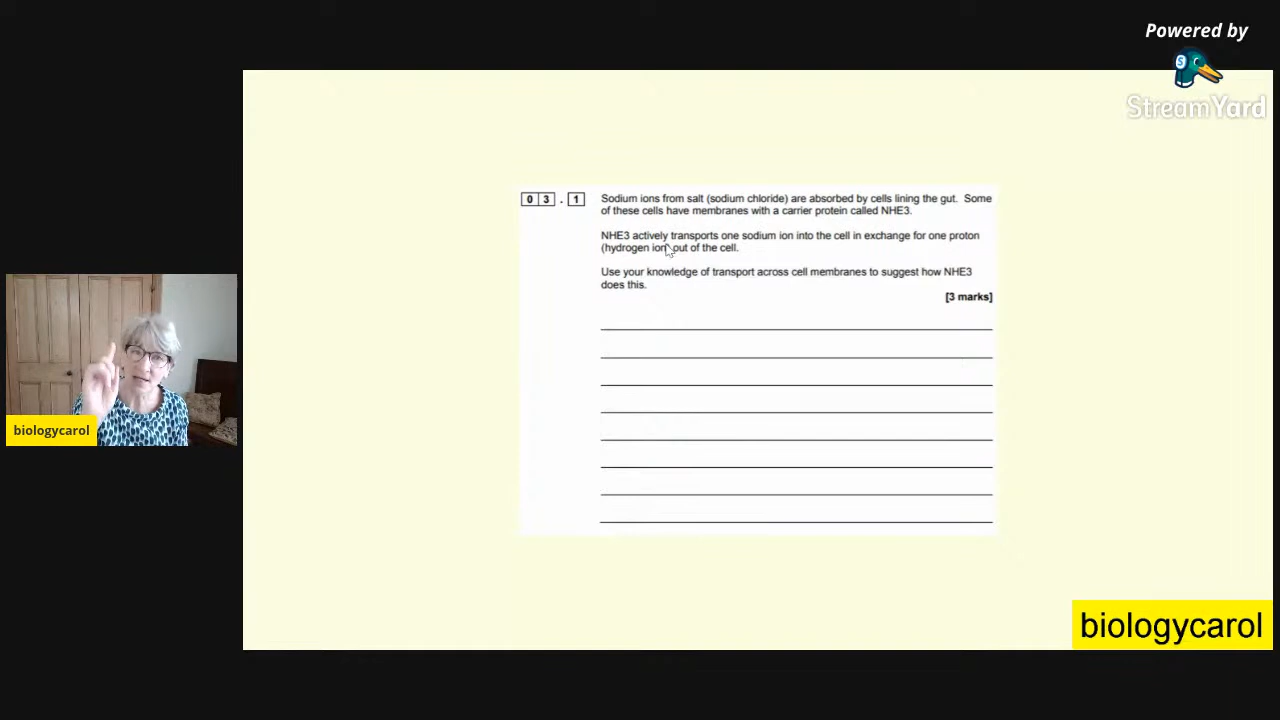 Powered by
StreamYard
0 3 . 1 Sodium ions from salt (sodium chloride) are absorbed by cells lining the gut. Some
of these cells have membranes with a carrier protein called NHE3.
NHE3 actively transports one sodium ion into the cell in exchange for one proton
(hydrogen ion) out of the cell.
Use your knowledge of transport across cell membranes to suggest how NHE3
does this.
[3 marks]
biologycarol
biologycarol